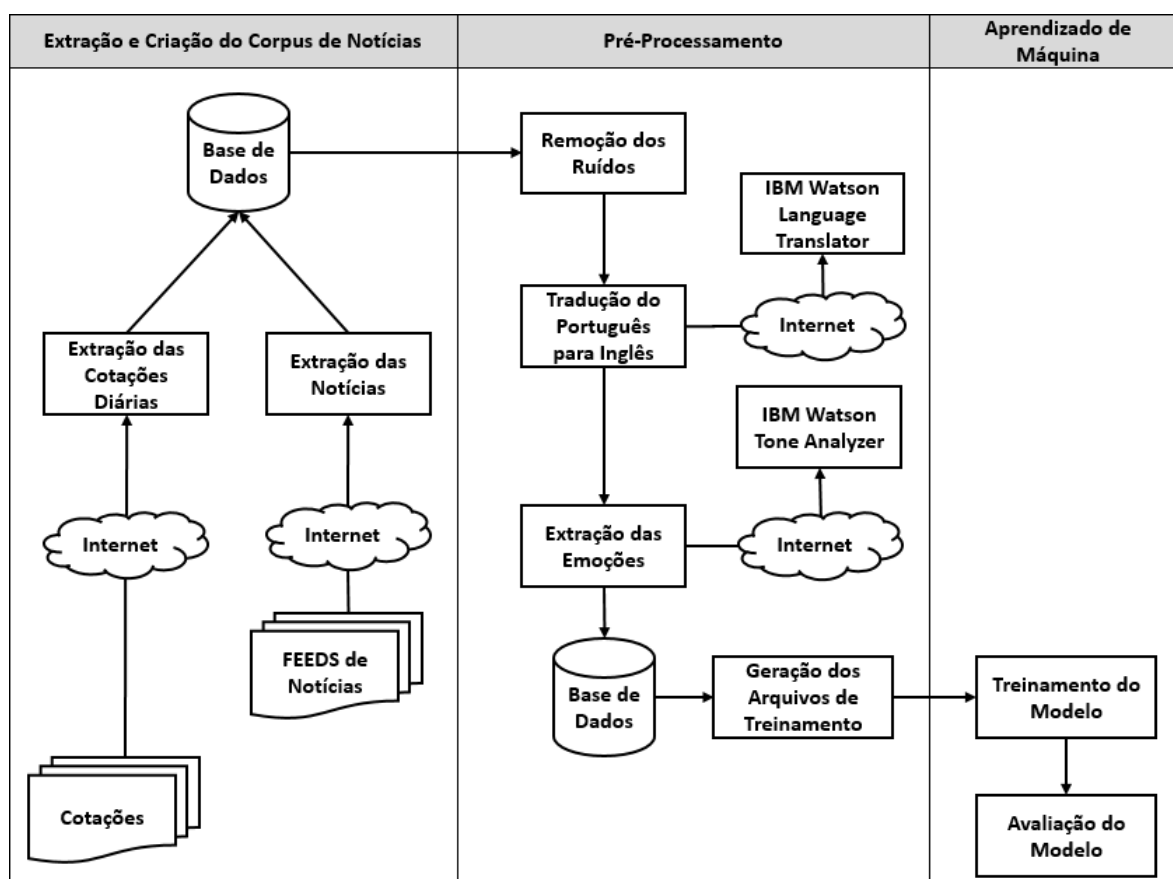 Extração e Criação do Corpus de Notícias
Pré-Processamento
Aprendizado de
Máquina
Base de
Dados
Extração das
Cotações
Diárias
Extração das
Notícias
Internet
Internet
FEEDS de
Notícias
Cotações
Remoção dos
Ruídos
IBM Watson
Language
Translator
Tradução do
Português
para Inglês
Internet
IBM Watson
Tone Analyzer
Extração das
Emoções
Internet
Base de
Dados
Geração dos
Arquivos de
Treinamento
Treinamento do
Modelo
Avaliação do
Modelo